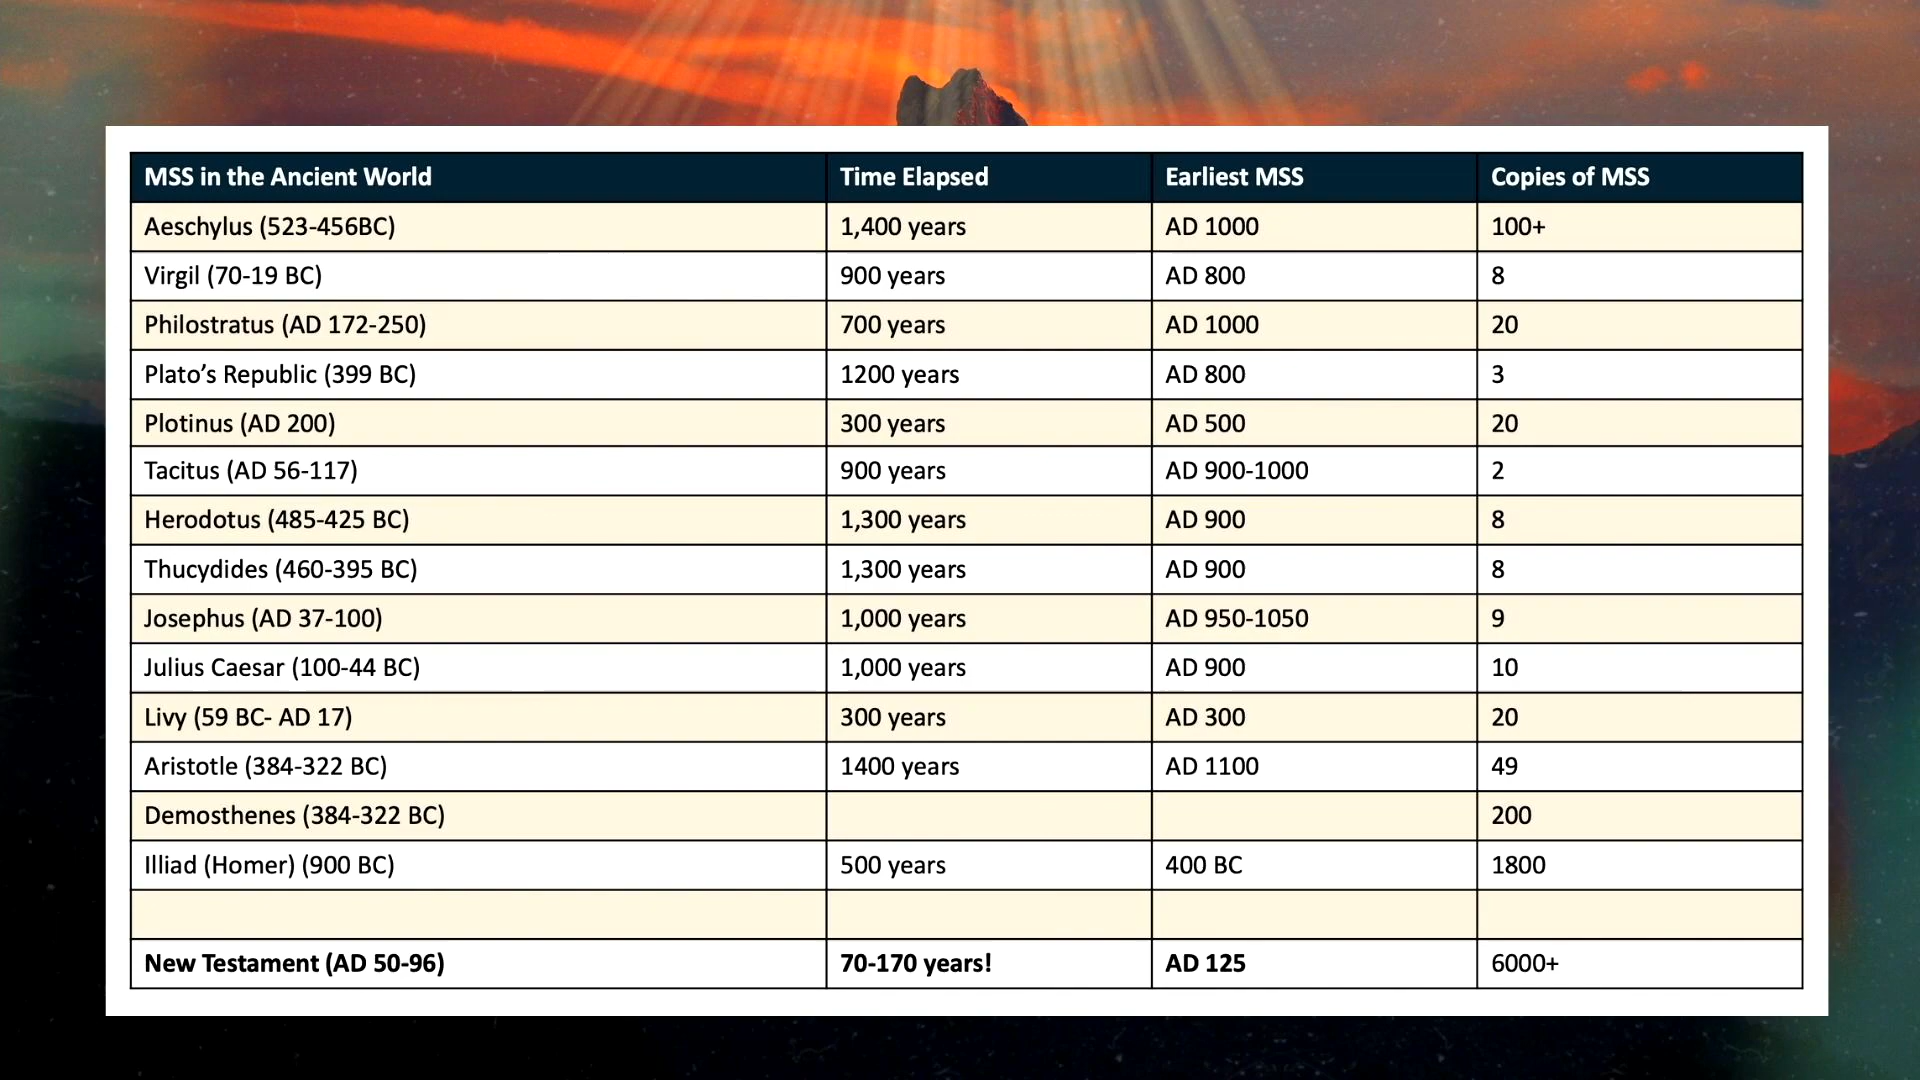 MSS in the Ancient World Time Elapsed Earliest MSS Copies of MSS
Aeschylus (523-456BC) 1,400 years AD 1000 100+
Virgil (70-19 BC) 900 years AD 800 8
Philostratus (AD 172-250) 700 years AD 1000 20
Plato’s Republic (399 BC) 1200 years AD 800 3
Plotinus (AD 200) 300 years AD 500 20
Tacitus (AD 56-117) 900 years AD 900-1000 2
Herodotus (485-425 BC) 1,300 years AD 900 8
Thucydides (460-395 BC) 1,300 years AD 900 8
Josephus (AD 37-100) 1,000 years AD 950-1050 9
Julius Caesar (100-44 BC) 1,000 years AD 900 10
Livy (59 BC- AD 17) 300 years AD 300 20
Aristotle (384-322 BC) 1400 years AD 1100 49
Demosthenes (384-322 BC) 200
Illiad (Homer) (900 BC) 500 years 400 BC 1800
New Testament (AD 50-96) 70-170 years! AD 125 6000+